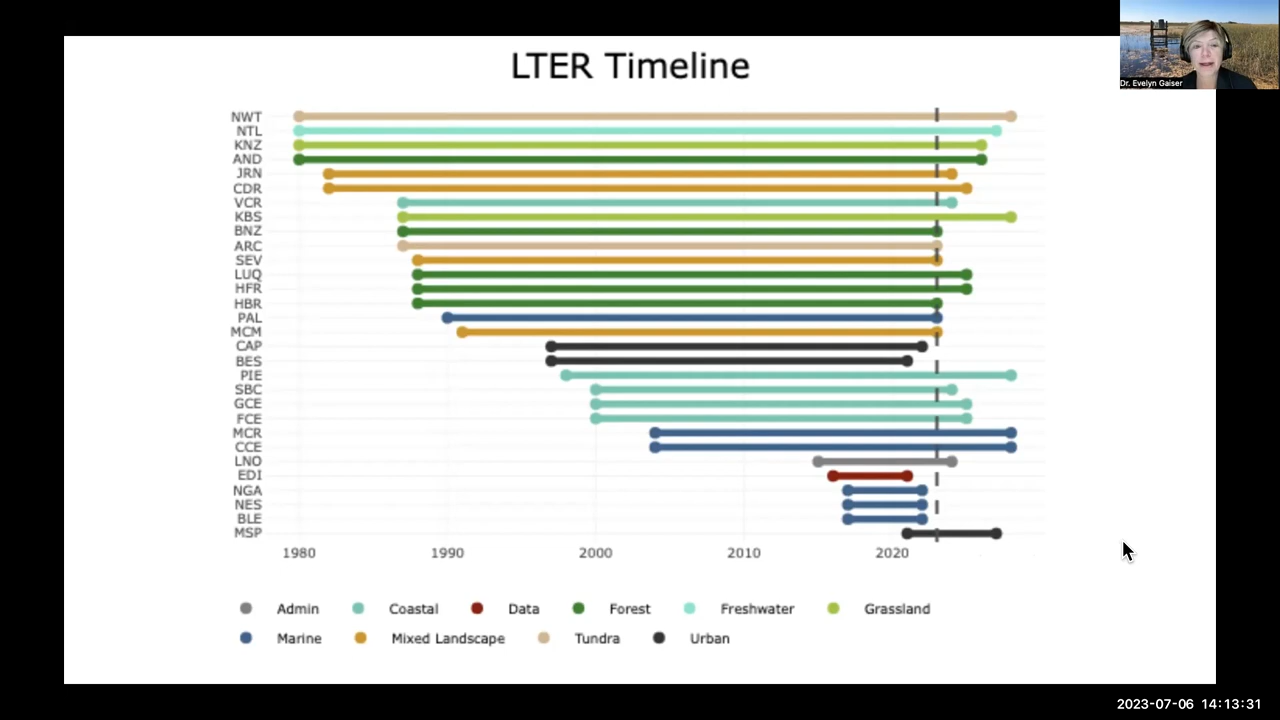 LTER Timeline
Dr. Evelyn Gaiser
NWT
NTL
KNZ
AND
JRN
CDR
VCR
KBS
BNZ
ARC
SEV
LUQ
HFR
HBR
PAL
MCM
CAP
BES
PIE
SBC
GCE
FCE
MCR
CCE
LNO
EDI
NGA
NES
BLE
MSP
1980 1990 2000 2010 2020
Admin Coastal Data Forest Freshwater Grassland
Marine Mixed Landscape Tundra Urban
2023-07-06 14:13:31